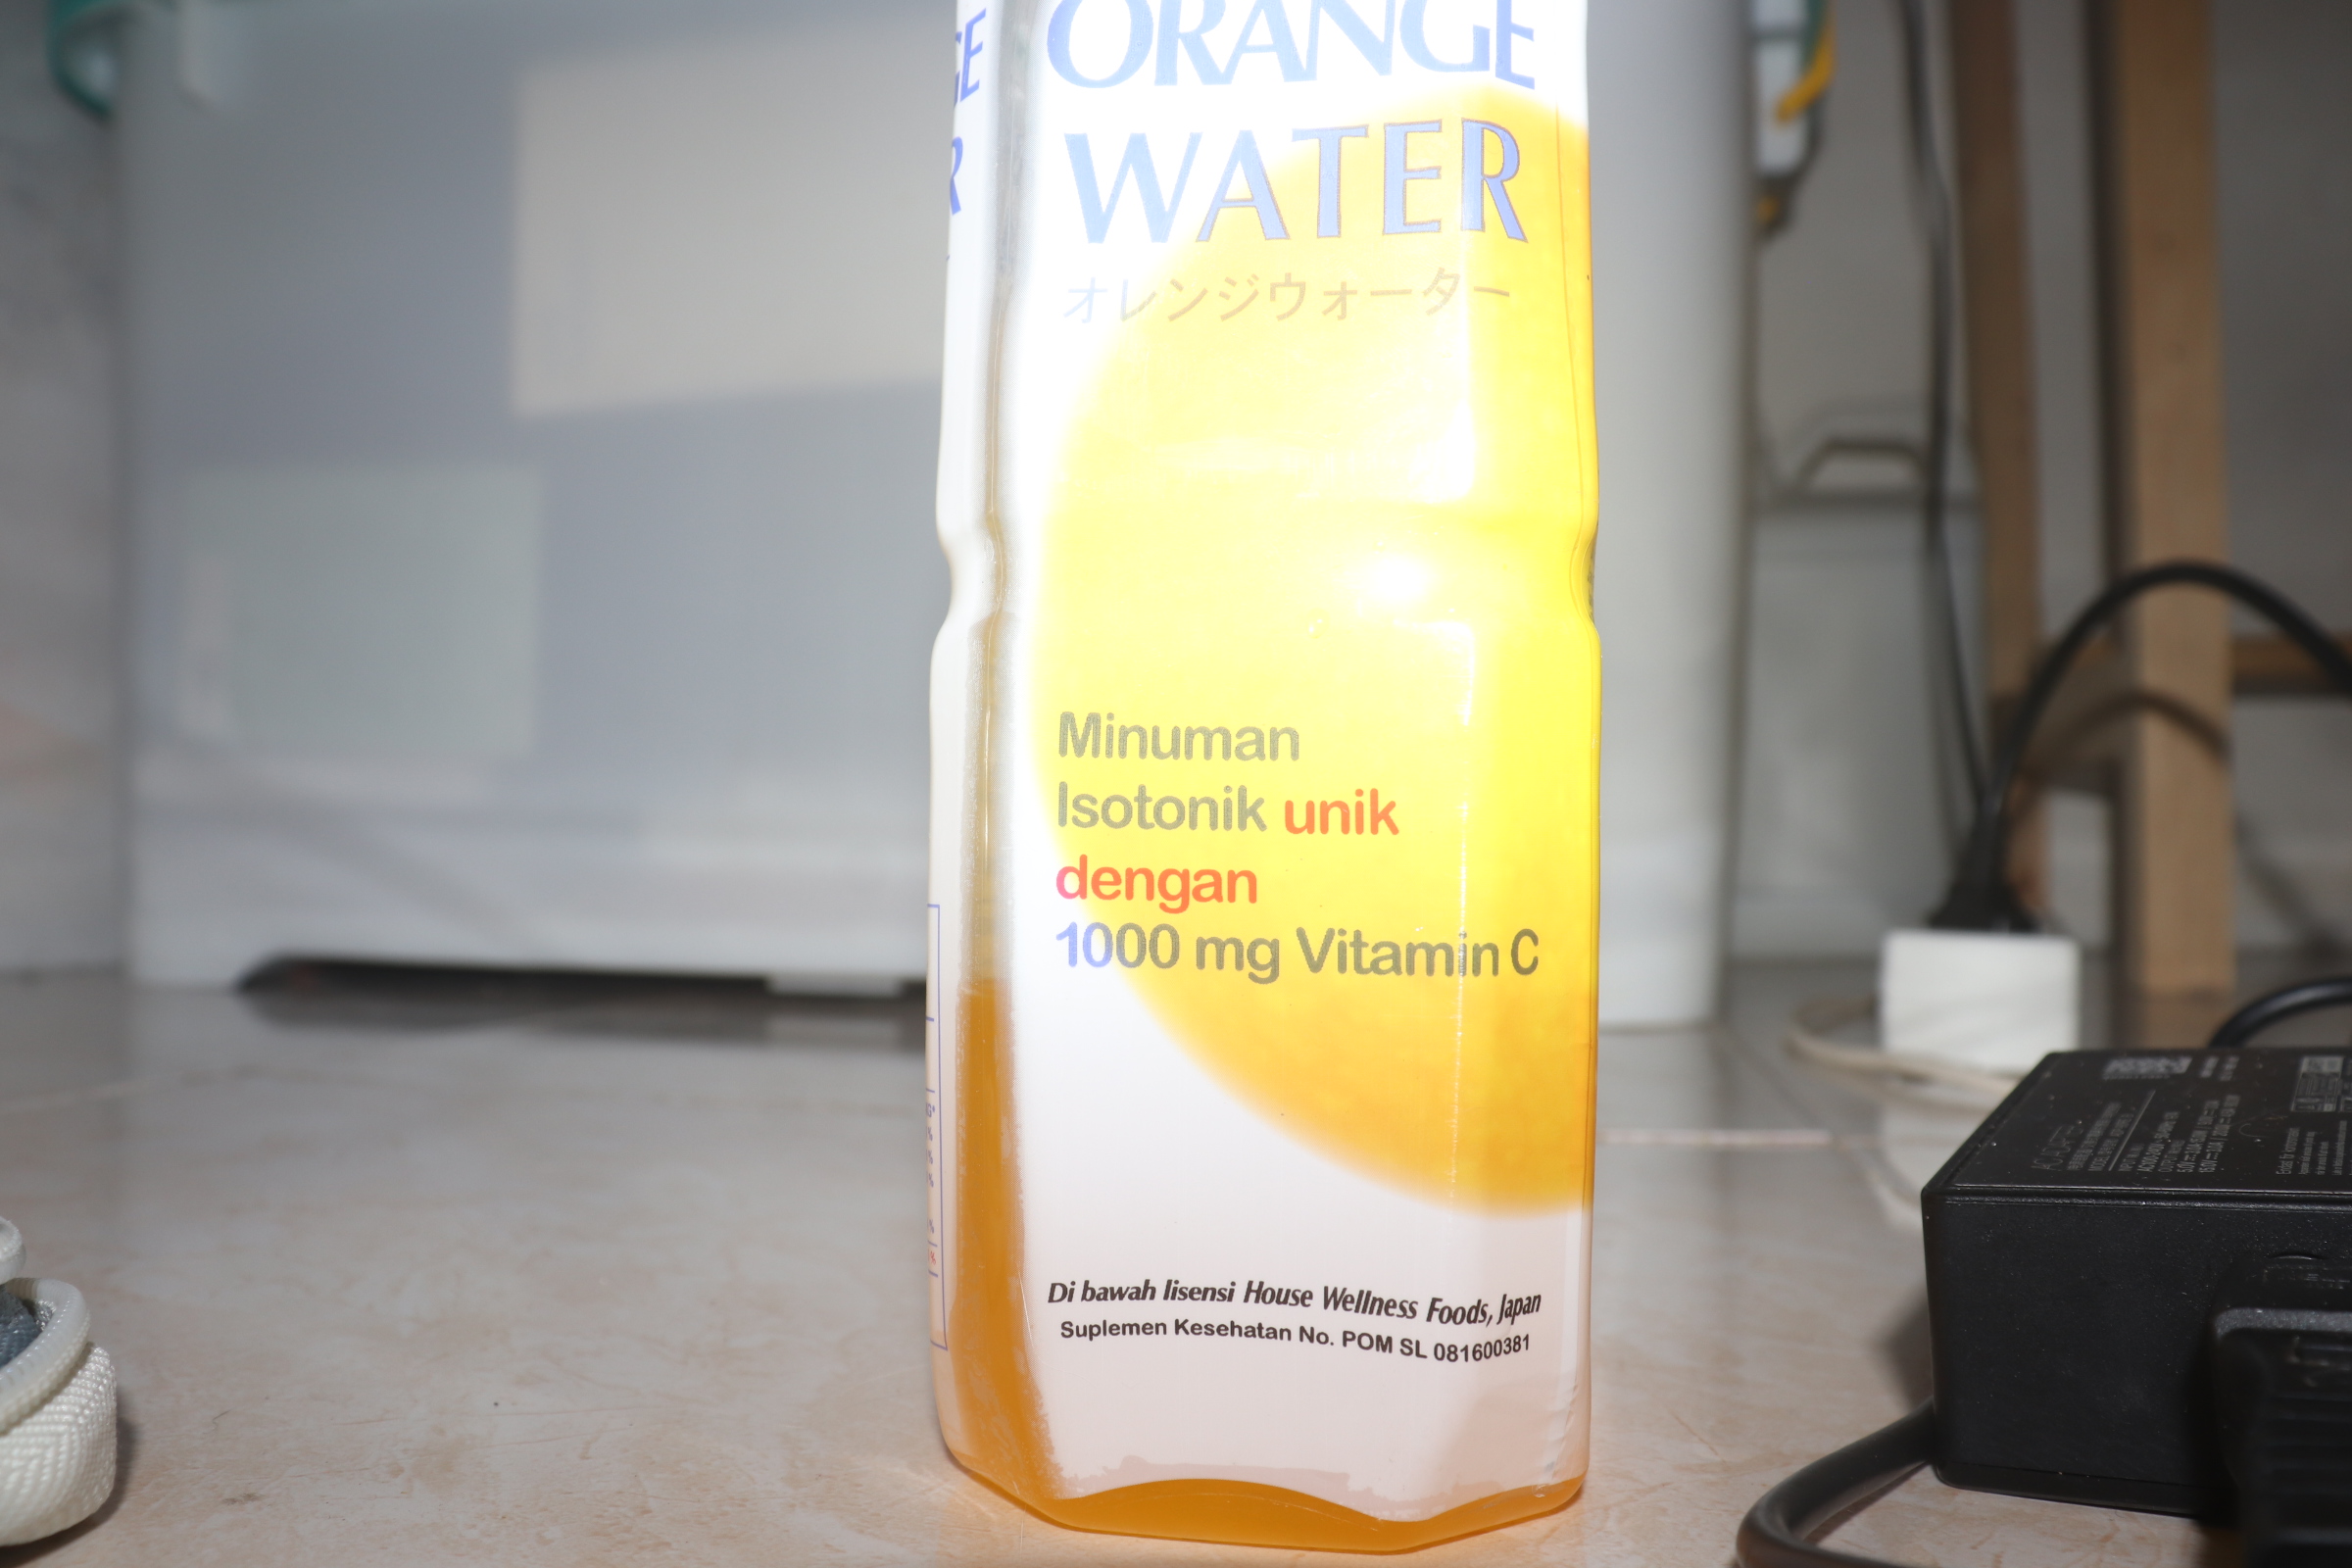 ORANGE
WATER
オレンジウォーター
Minuman
Isotonik unik
dengan
1000 mg Vitamin C
Di bawah lisensi House Wellness Foods, Japan
Suplemen Kesehatan No. POM SL 081600381
GE
R